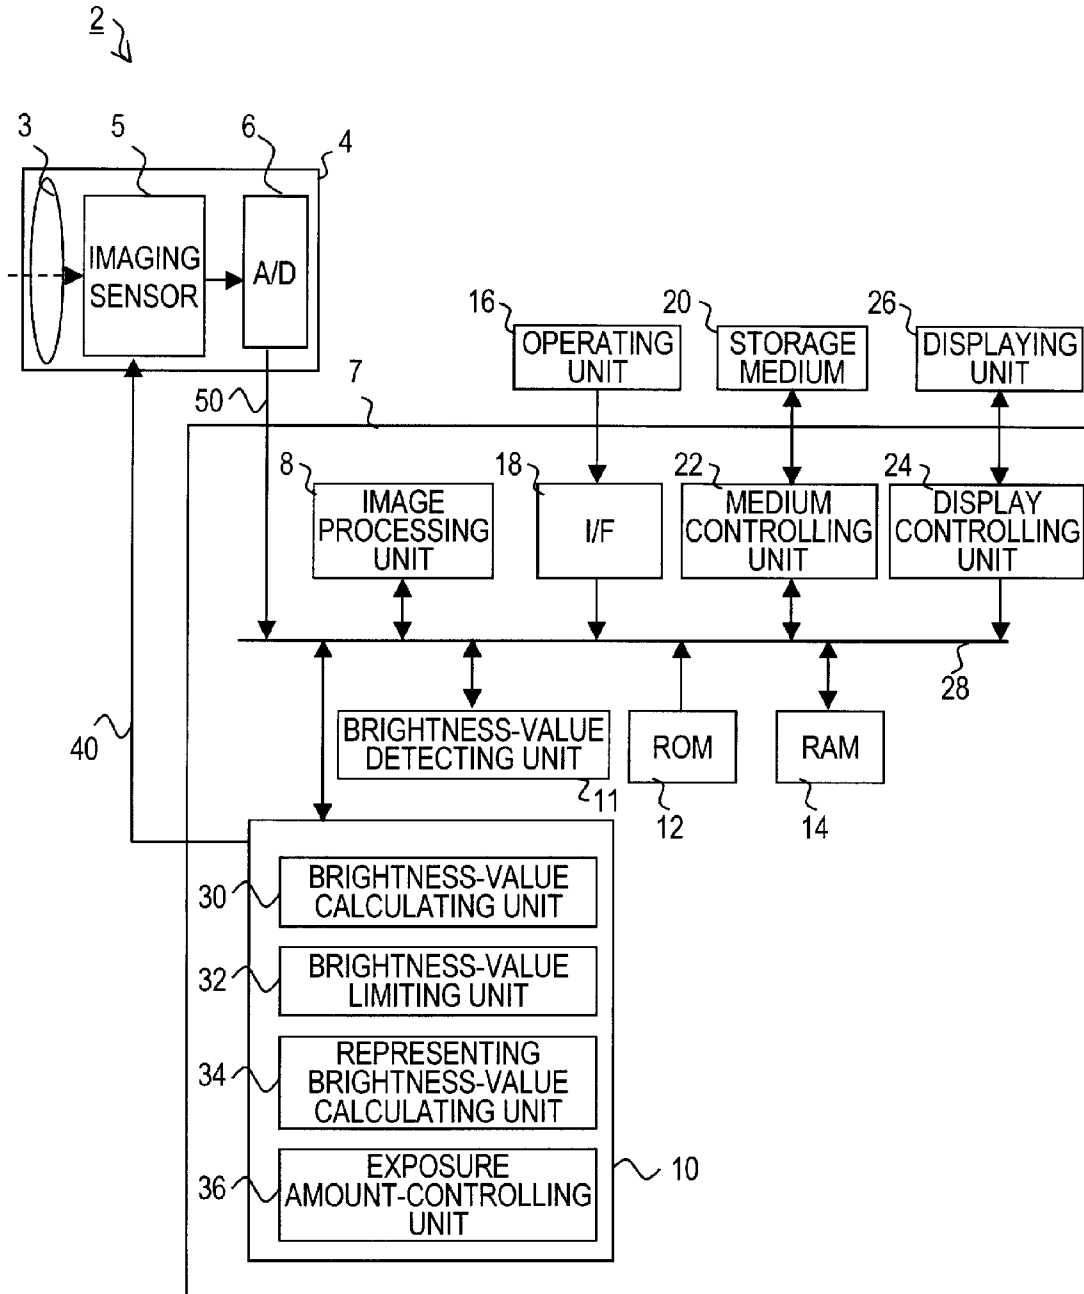 2
3
5
6
4
IMAGING
SENSOR
A/D
16
OPERATING
UNIT
20
STORAGE
MEDIUM
26
DISPLAYING
UNIT
50
7
8
IMAGE
PROCESSING
UNIT
18
I/F
22
MEDIUM
CONTROLLING
UNIT
24
DISPLAY
CONTROLLING
UNIT
28
40
BRIGHTNESS-VALUE
DETECTING UNIT
11
ROM
12
RAM
14
30
BRIGHTNESS-VALUE
CALCULATING UNIT
32
BRIGHTNESS-VALUE
LIMITING UNIT
34
REPRESENTING
BRIGHTNESS-VALUE
CALCULATING UNIT
36
EXPOSURE
AMOUNT-CONTROLLING
UNIT
10